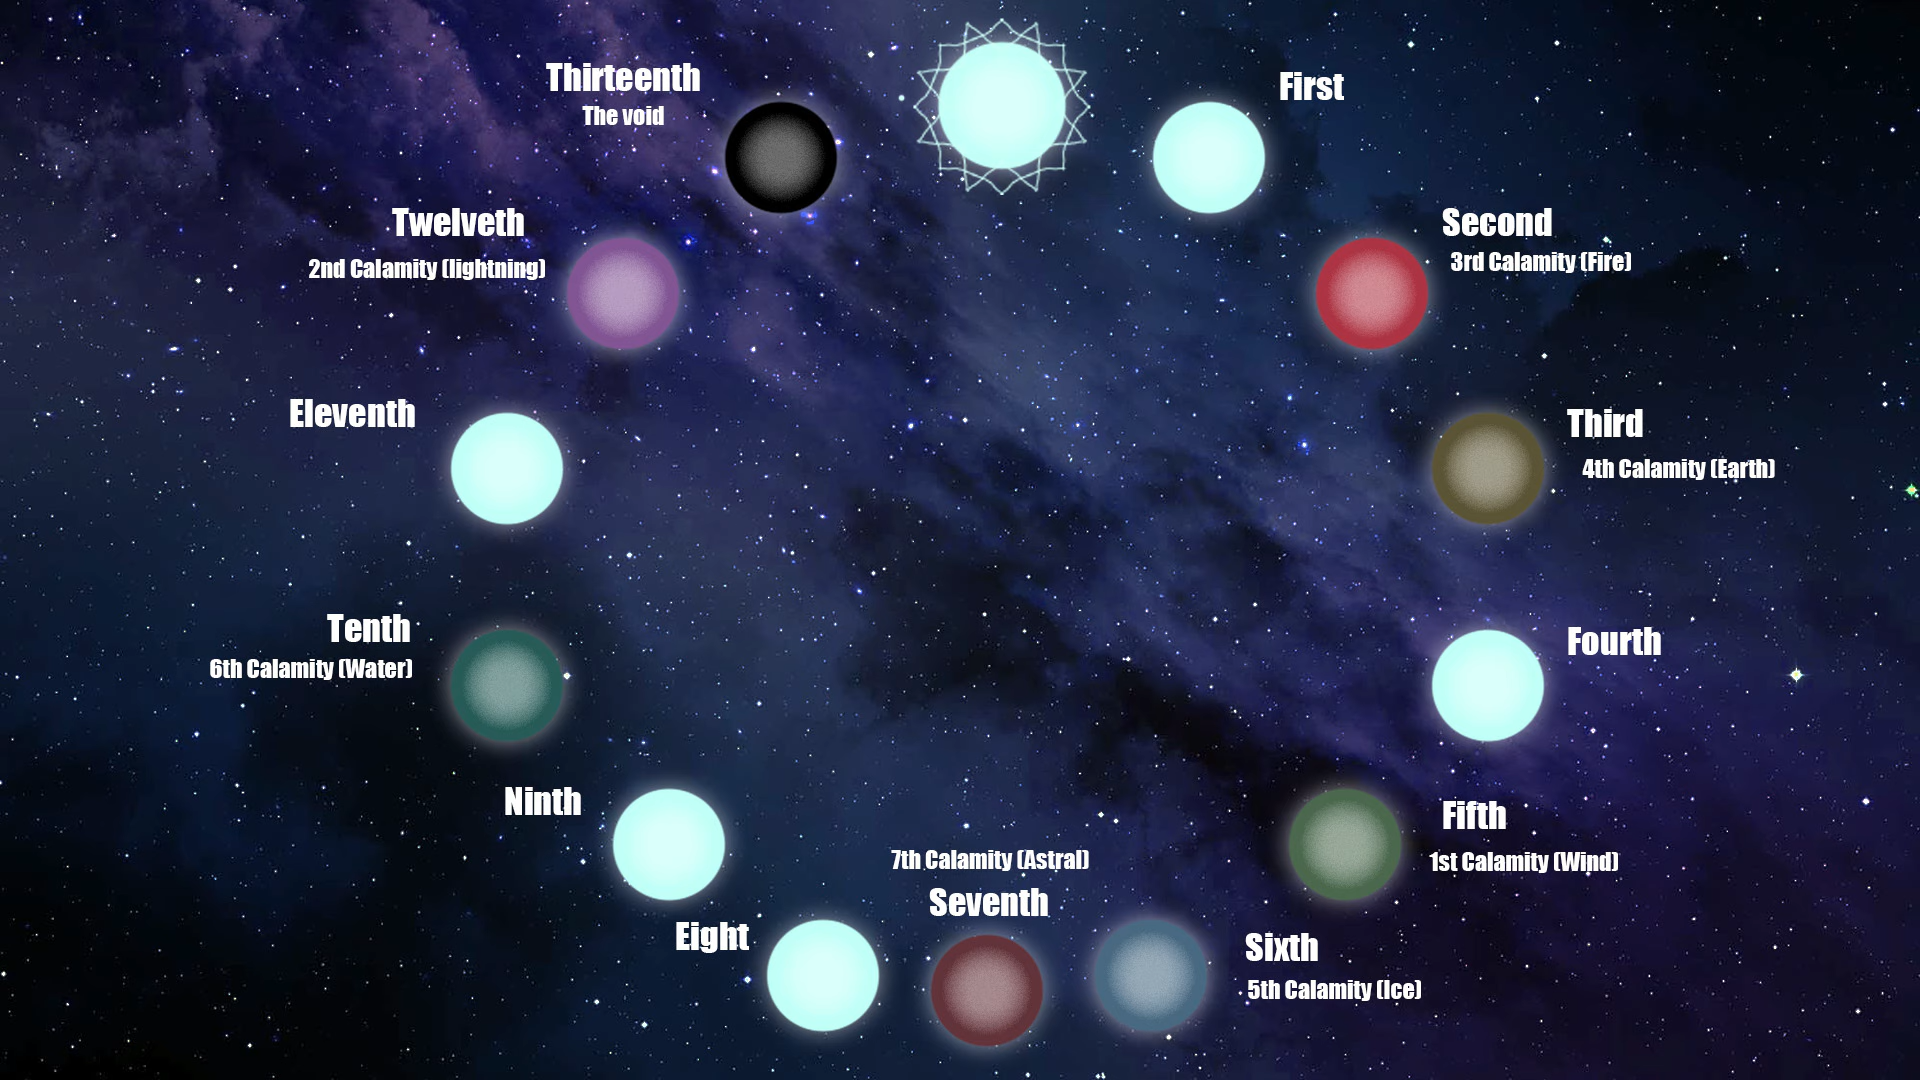 Thirteenth
The void
First
Twelveth
2nd Calamity (lightning)
Second
3rd Calamity (Fire)
Eleventh
Third
4th Calamity (Earth)
Tenth
6th Calamity (Water)
Fourth
Ninth
Fifth
1st Calamity (Wind)
7th Calamity (Astral)
Seventh
Eight
Sixth
5th Calamity (Ice)